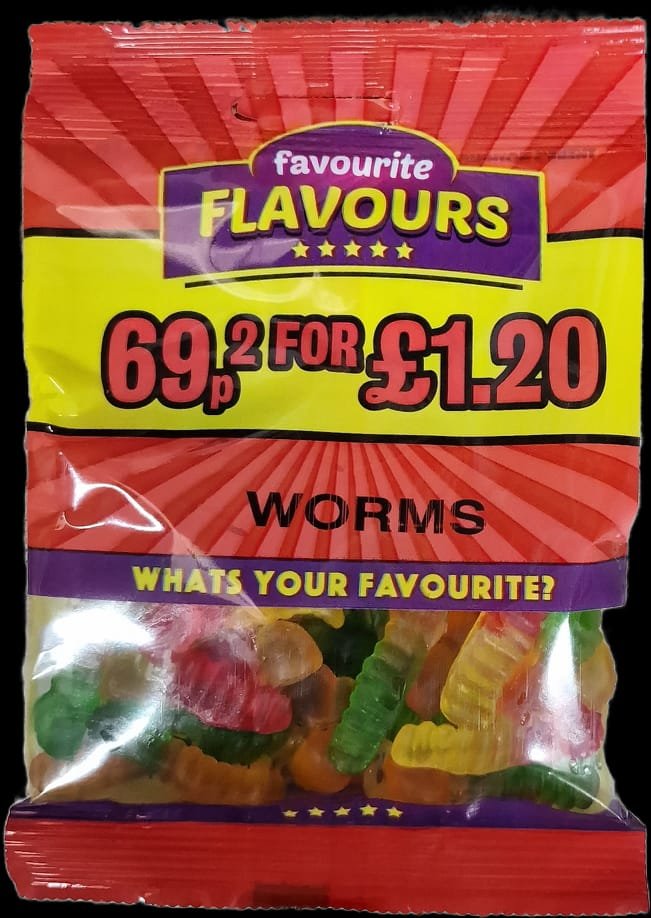 favourite
FLAVOURS
69p 2 FOR £1.20
WORMS
WHATS YOUR FAVOURITE?